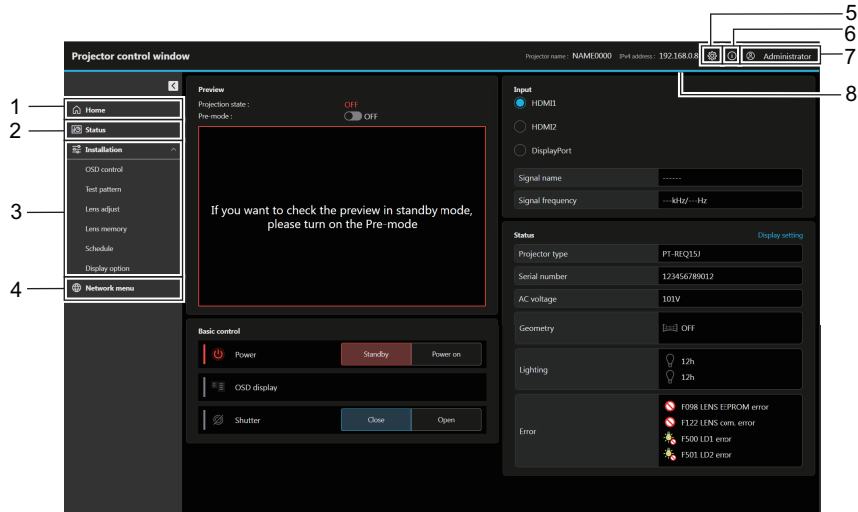 5
6
7
8
1
2
3
4
Projector control window
Projector name : NAME0000 IPv4 address : 192.168.0.8
Administrator
Home
Status
Installation
OSD control
Test pattern
Lens adjust
Lens memory
Schedule
Display option
Network menu
Preview
Projection state : OFF
Pre-mode : OFF
If you want to check the preview in standby mode,
please turn on the Pre-mode
Basic control
Power Standby Power on
OSD display
Shutter Close Open
Input
HDMI1
HDMI2
DisplayPort
Signal name ------
Signal frequency ---kHz/---Hz
Status Display setting
Projector type PT-REQ15J
Serial number 123456789012
AC voltage 101V
Geometry OFF
Lighting 12h
12h
Error F098 LENS EEPROM error
F122 LENS com. error
F500 LD1 error
F501 LD2 error